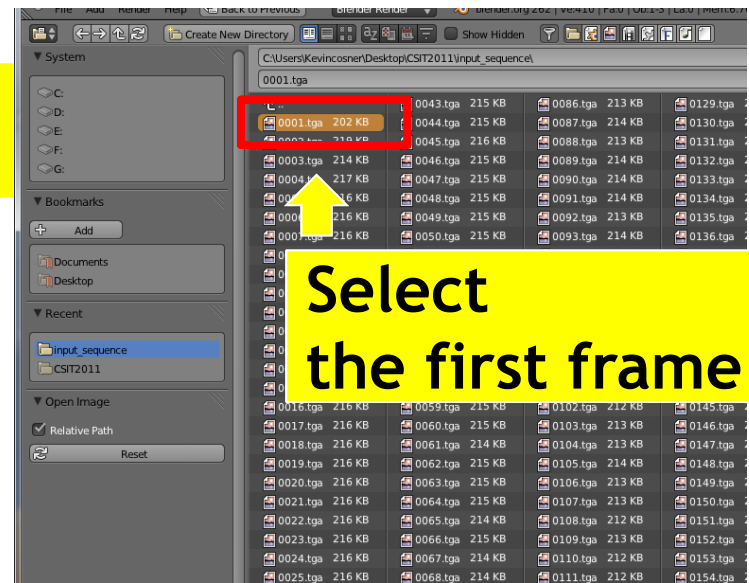 File Add Render Help Back to Previous Blender Render blender.org 262
Create New Directory Show Hidden
System
C:\Users\Kevincosner\Desktop\CSIT2011\input_sequence\
0001.tga
C:
D:
E:
F:
G:
Bookmarks
Add
Documents
Desktop
Recent
input_sequence
CSIT2011
Open Image
Relative Path
Reset
..
0043.tga 215 KB 0086.tga 213 KB 0129.tga
0001.tga 202 KB 0044.tga 215 KB 0087.tga 214 KB 0130.tga
0002.tga 219 KB 0045.tga 216 KB 0088.tga 213 KB 0131.tga
0003.tga 214 KB 0046.tga 215 KB 0089.tga 214 KB 0132.tga
217 KB 0047.tga 215 KB 0090.tga 214 KB 0133.tga
0048.tga 215 KB 0091.tga 214 KB 0134.tga
216 KB 0049.tga 215 KB 0092.tga 213 KB 0135.tga
0007.tga 216 KB 0050.tga 215 KB 0093.tga 214 KB 0136.tga
Select
the first frame
0016.tga 216 KB 0059.tga 215 KB 0102.tga 212 KB 0145.tga
0017.tga 216 KB 0060.tga 215 KB 0103.tga 213 KB 0146.tga
0018.tga 216 KB 0061.tga 214 KB 0104.tga 213 KB 0147.tga
0019.tga 216 KB 0062.tga 215 KB 0105.tga 214 KB 0148.tga
0020.tga 216 KB 0063.tga 215 KB 0106.tga 213 KB 0149.tga
0021.tga 216 KB 0064.tga 215 KB 0107.tga 213 KB 0150.tga
0022.tga 216 KB 0065.tga 214 KB 0108.tga 212 KB 0151.tga
0023.tga 216 KB 0066.tga 215 KB 0109.tga 213 KB 0152.tga
0024.tga 216 KB 0067.tga 214 KB 0110.tga 212 KB 0153.tga
0025.tga 216 KB 0068.tga 214 KB 0111.tga 212 KB 0154.tga